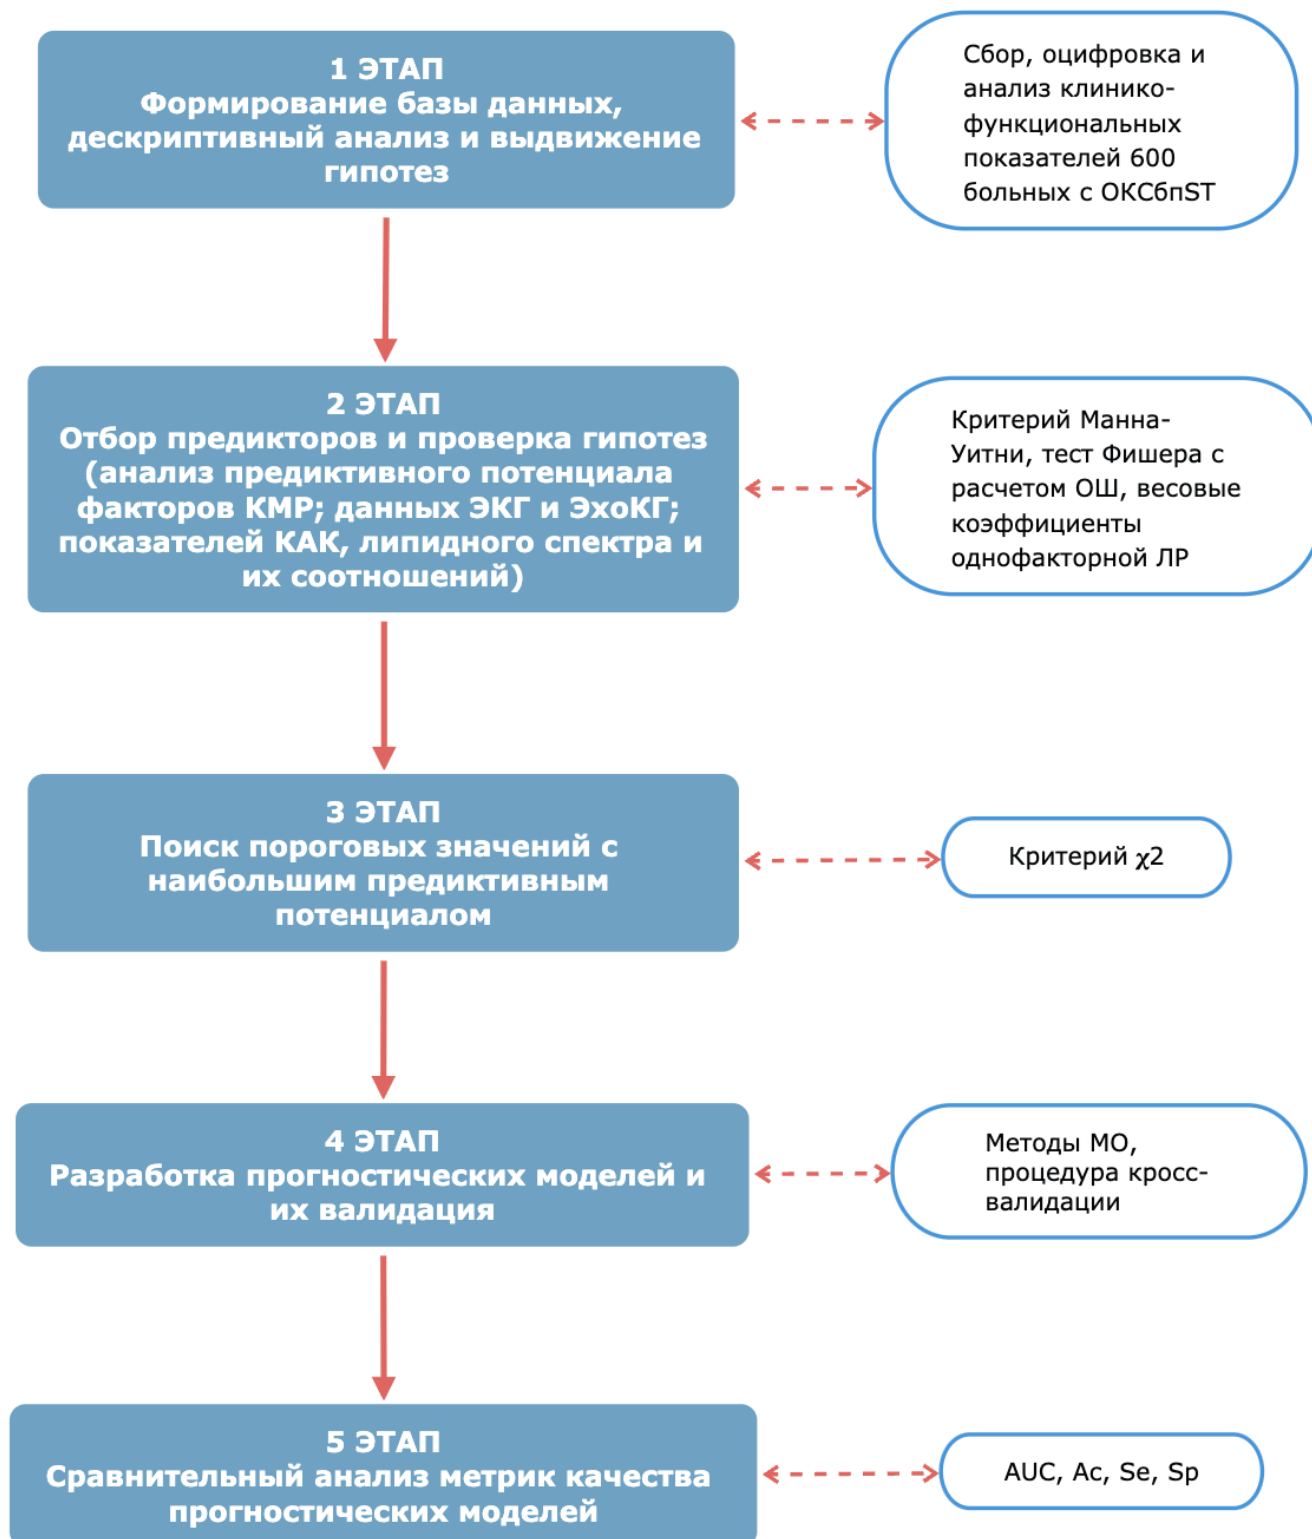 1 ЭТАП
Формирование базы данных,
дескриптивный анализ и выдвижение
гипотез
Сбор, оцифровка и
анализ клинико-
функциональных
показателей 600
больных с ОКСбпST
2 ЭТАП
Отбор предикторов и проверка гипотез
(анализ предиктивного потенциала
факторов КМР; данных ЭКГ и ЭхоКГ;
показателей КАК, липидного спектра и
их соотношений)
Критерий Манна-
Уитни, тест Фишера с
расчетом ОШ, весовые
коэффициенты
однофакторной ЛР
3 ЭТАП
Поиск пороговых значений с
наибольшим предиктивным
потенциалом
Критерий χ2
4 ЭТАП
Разработка прогностических моделей и
их валидация
Методы МО,
процедура кросс-
валидации
5 ЭТАП
Сравнительный анализ метрик качества
прогностических моделей
AUC, Ac, Se, Sp